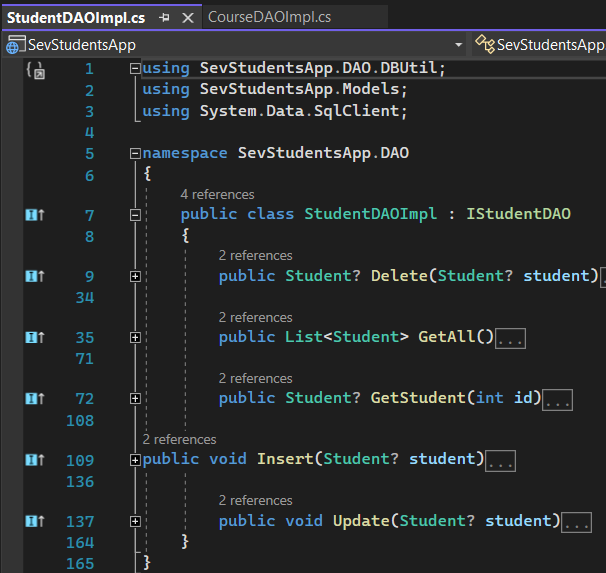 StudentDAOImpl.cs CourseDAOImpl.cs
SevStudentsApp SevStudentsApp
1 using SevStudentsApp.DAO.DBUtil;
2 using SevStudentsApp.Models;
3 using System.Data.SqlClient;
4
5 namespace SevStudentsApp.DAO
6 {
4 references
7 public class StudentDAOImpl : IStudentDAO
8 {
2 references
9 public Student? Delete(Student? student)
34
2 references
35 public List<Student> GetAll()...
71
2 references
72 public Student? GetStudent(int id)...
108
2 references
109 public void Insert(Student? student)...
136
2 references
137 public void Update(Student? student)...
164 }
165 }